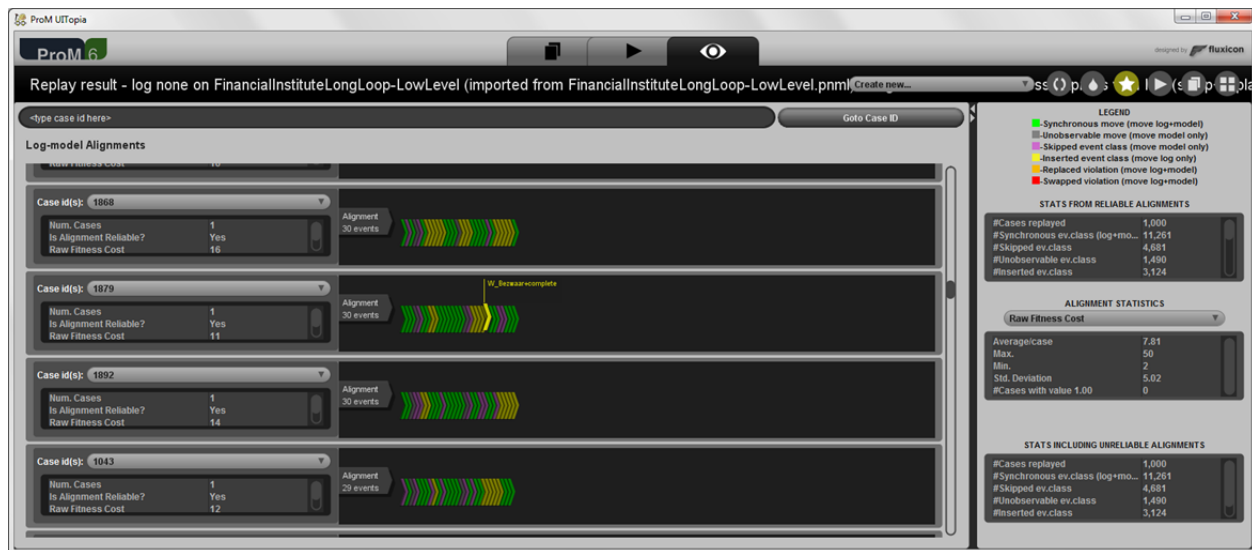 ProM UITopia
ProM 6
designed by fluxicon
Replay result - log none on FinancialInstituteLongLoop-LowLevel (imported from FinancialInstituteLongLoop-LowLevel.pnml
Create new...
<type case id here>
Goto Case ID
Log-model Alignments
Raw Fitness Cost
Case id(s): 1868
Num. Cases 1
Is Alignment Reliable? Yes
Raw Fitness Cost 16
Alignment
30 events
Case id(s): 1879
Num. Cases 1
Is Alignment Reliable? Yes
Raw Fitness Cost 11
Alignment
30 events
W_Bezwaar+complete
Case id(s): 1892
Num. Cases 1
Is Alignment Reliable? Yes
Raw Fitness Cost 14
Alignment
30 events
Case id(s): 1043
Num. Cases 1
Is Alignment Reliable? Yes
Raw Fitness Cost 12
Alignment
29 events
LEGEND
-Synchronous move (move log+model)
-Unobservable move (move model only)
-Skipped event class (move model only)
-Inserted event class (move log only)
-Replaced violation (move log+model)
-Swapped violation (move log+model)
STATS FROM RELIABLE ALIGNMENTS
#Cases replayed 1,000
#Synchronous ev.class (log+mo... 11,261
#Skipped ev.class 4,681
#Unobservable ev.class 1,490
#Inserted ev.class 3,124
ALIGNMENT STATISTICS
Raw Fitness Cost
Average/case 7.81
Max. 50
Min. 2
Std. Deviation 5.02
#Cases with value 1.00 0
STATS INCLUDING UNRELIABLE ALIGNMENTS
#Cases replayed 1,000
#Synchronous ev.class (log+mo... 11,261
#Skipped ev.class 4,681
#Unobservable ev.class 1,490
#Inserted ev.class 3,124